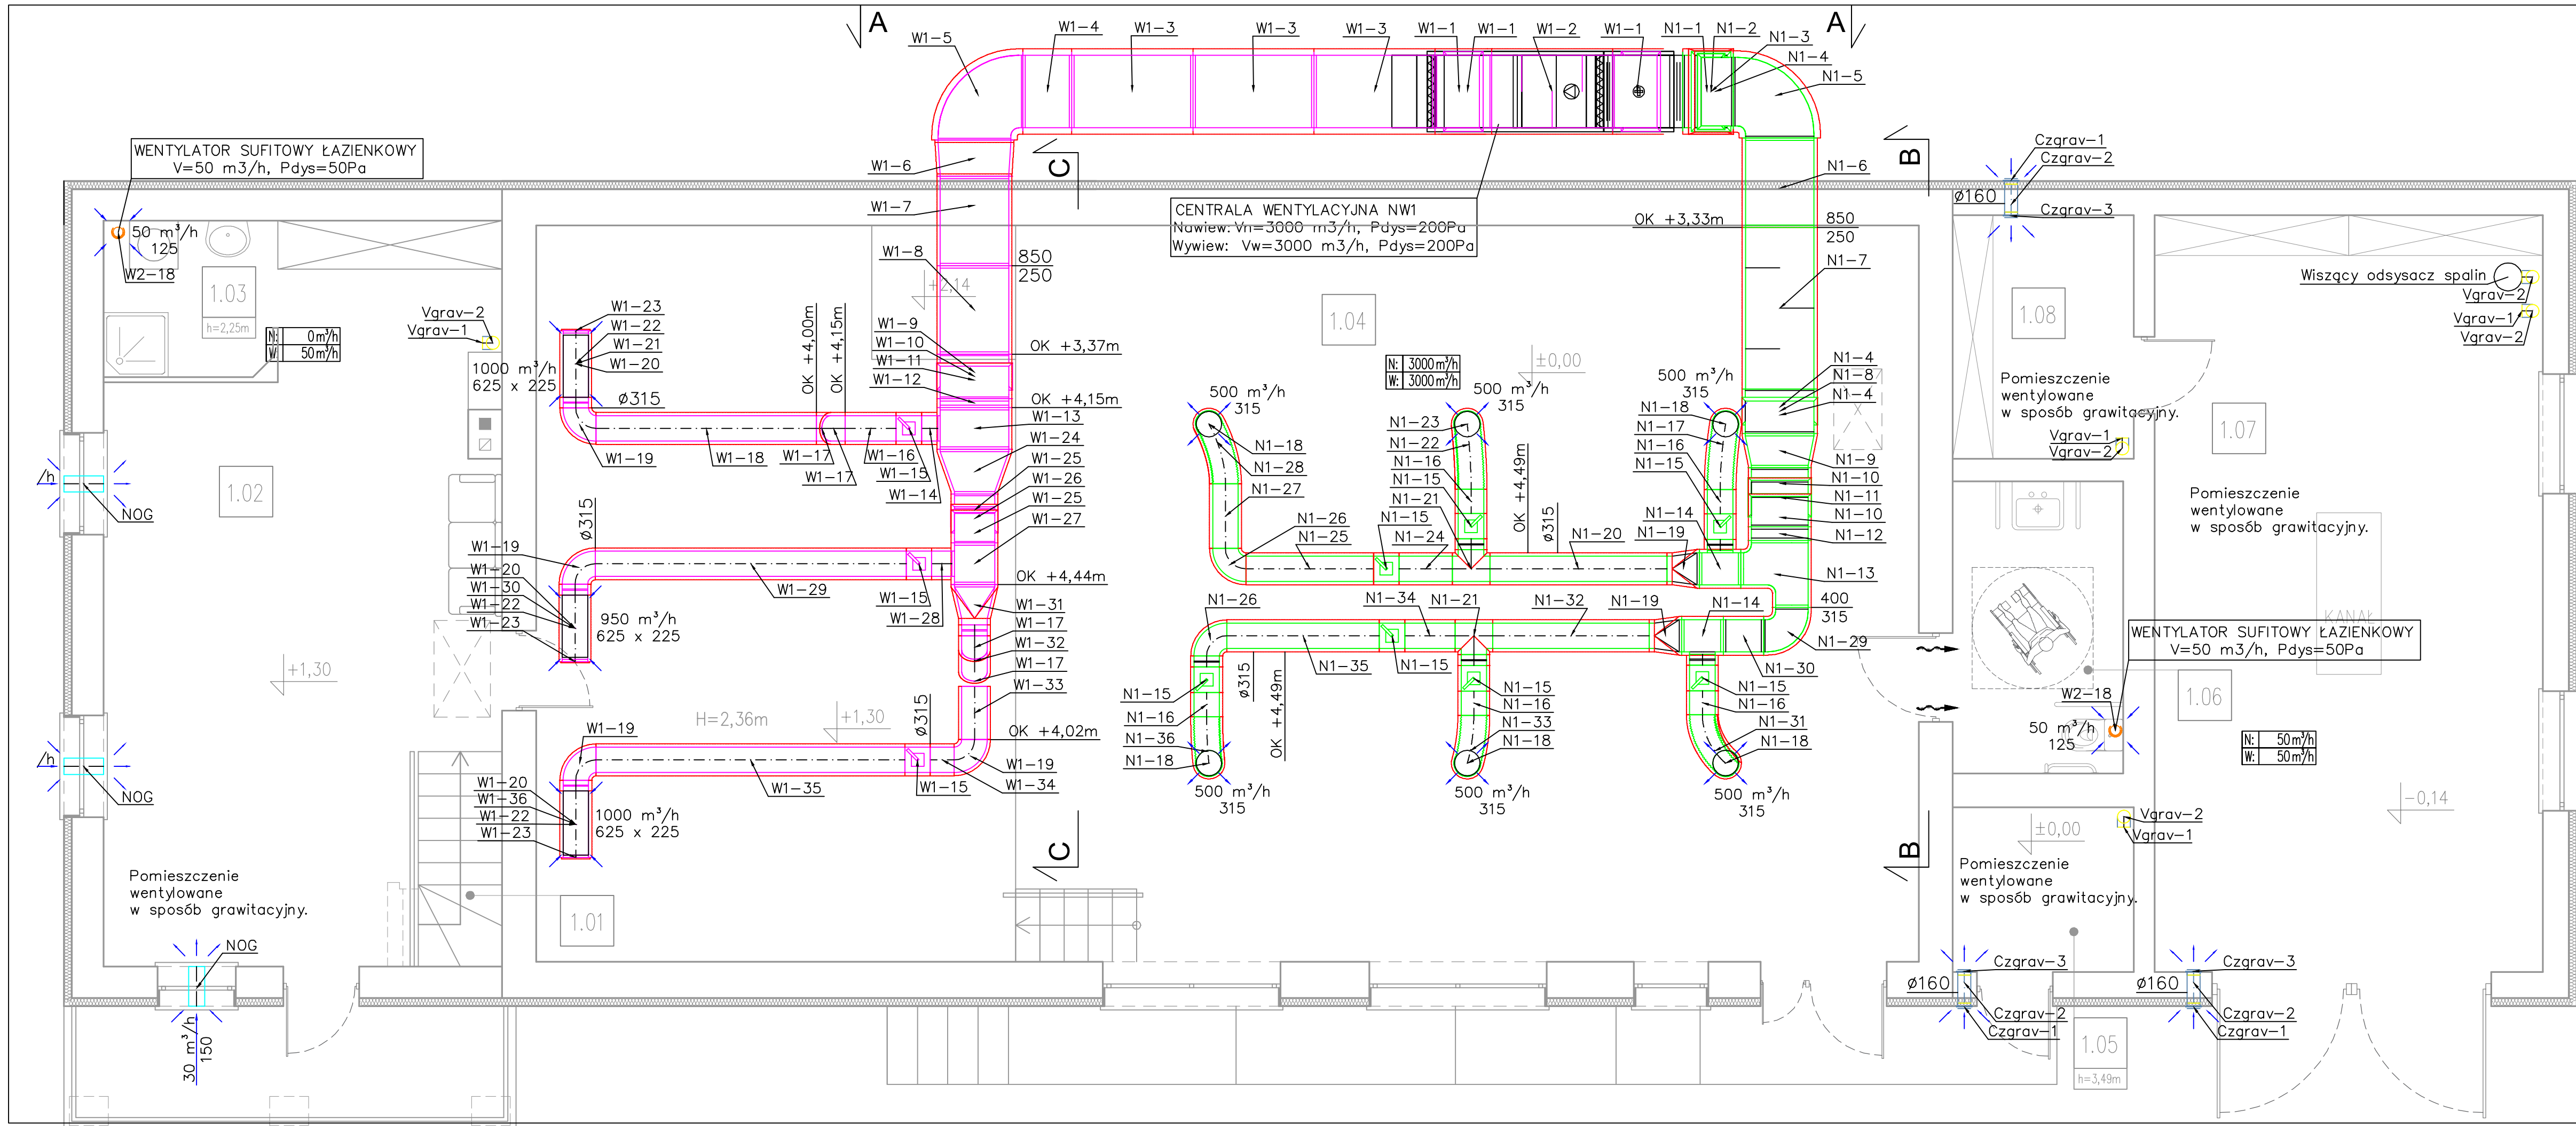 A
A
W1-5
W1-4
W1-3
W1-3
W1-3
W1-1
W1-1
W1-2
W1-1
N1-1
N1-2
N1-3
N1-4
N1-5
WENTYLATOR SUFITOWY ŁAZIENKOWY
V=50 m3/h, Pdys=50Pa
W1-6
C
B
Czgrav-1
Czgrav-2
ø160
Czgrav-3
N1-6
W1-7
CENTRALA WENTYLACYJNA NW1
Nawiew: Vn=3000 m3/h, Pdys=200Pa
Wywiew: Vw=3000 m3/h, Pdys=200Pa
OK +3,33m
850
250
50 m³/h
125
W2-18
1.03
h=2,25m
N: 0m³/h
W: 50m³/h
Vgrav-2
Vgrav-1
W1-8
850
250
+2,14
N1-7
Wiszący odsysacz spalin
Vgrav-2
Vgrav-1
Vgrav-2
1.08
1.04
W1-23
W1-22
W1-21
W1-20
1000 m³/h
625 x 225
ø315
OK +4,00m
OK +4,15m
W1-9
W1-10
W1-11
W1-12
OK +3,37m
OK +4,15m
W1-13
W1-24
W1-25
W1-26
W1-25
W1-27
N: 3000m³/h
W: 3000m³/h
±0,00
500 m³/h
315
500 m³/h
315
500 m³/h
315
N1-4
N1-8
N1-4
Pomieszczenie
wentylowane
w sposób grawitacyjny.
Vgrav-1
Vgrav-2
1.07
W1-19
W1-18
W1-17
W1-17
W1-16
W1-15
W1-14
N1-18
N1-28
N1-27
N1-23
N1-22
N1-16
N1-15
N1-21
OK +4,49m
ø315
N1-18
N1-17
N1-16
N1-15
N1-14
N1-19
N1-9
N1-10
N1-11
N1-10
N1-12
N1-13
1.02
/h
NOG
Pomieszczenie
wentylowane
w sposób grawitacyjny.
ø315
W1-19
W1-20
W1-30
W1-22
W1-23
W1-29
W1-15
W1-28
950 m³/h
625 x 225
OK +4,44m
W1-31
W1-17
W1-32
W1-17
W1-33
N1-26
N1-25
N1-15
N1-24
N1-20
N1-26
N1-34
N1-21
N1-32
N1-19
N1-14
400
315
N1-29
N1-30
N1-35
N1-15
ø315
OK +4,49m
KANAŁ
WENTYLATOR SUFITOWY ŁAZIENKOWY
V=50 m3/h, Pdys=50Pa
+1,30
H=2,36m
+1,30
ø315
OK +4,02m
W1-19
W1-19
W1-34
W1-15
W1-35
W1-20
W1-36
W1-22
W1-23
1000 m³/h
625 x 225
N1-15
N1-16
N1-36
N1-18
500 m³/h
315
N1-15
N1-16
N1-33
N1-18
500 m³/h
315
N1-15
N1-16
N1-31
N1-18
500 m³/h
315
W2-18
1.06
50 m³/h
125
N: 50m³/h
W: 50m³/h
-0,14
/h
NOG
±0,00
Vgrav-2
Vgrav-1
C
B
Pomieszczenie
wentylowane
w sposób grawitacyjny.
1.01
Pomieszczenie
wentylowane
w sposób grawitacyjny.
NOG
30 m³/h
150
Czgrav-3
ø160
Czgrav-2
Czgrav-1
Czgrav-3
ø160
Czgrav-2
Czgrav-1
1.05
h=3,49m